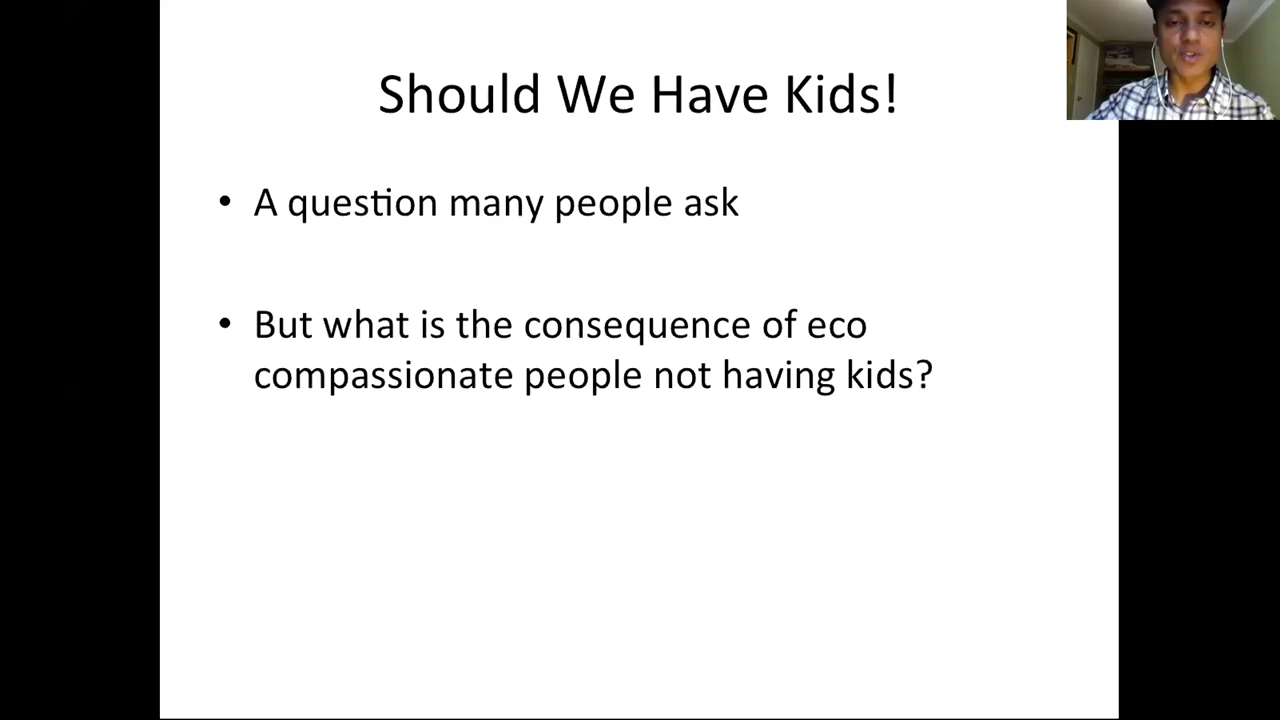 Should We Have Kids!
• A question many people ask
• But what is the consequence of eco
compassionate people not having kids?